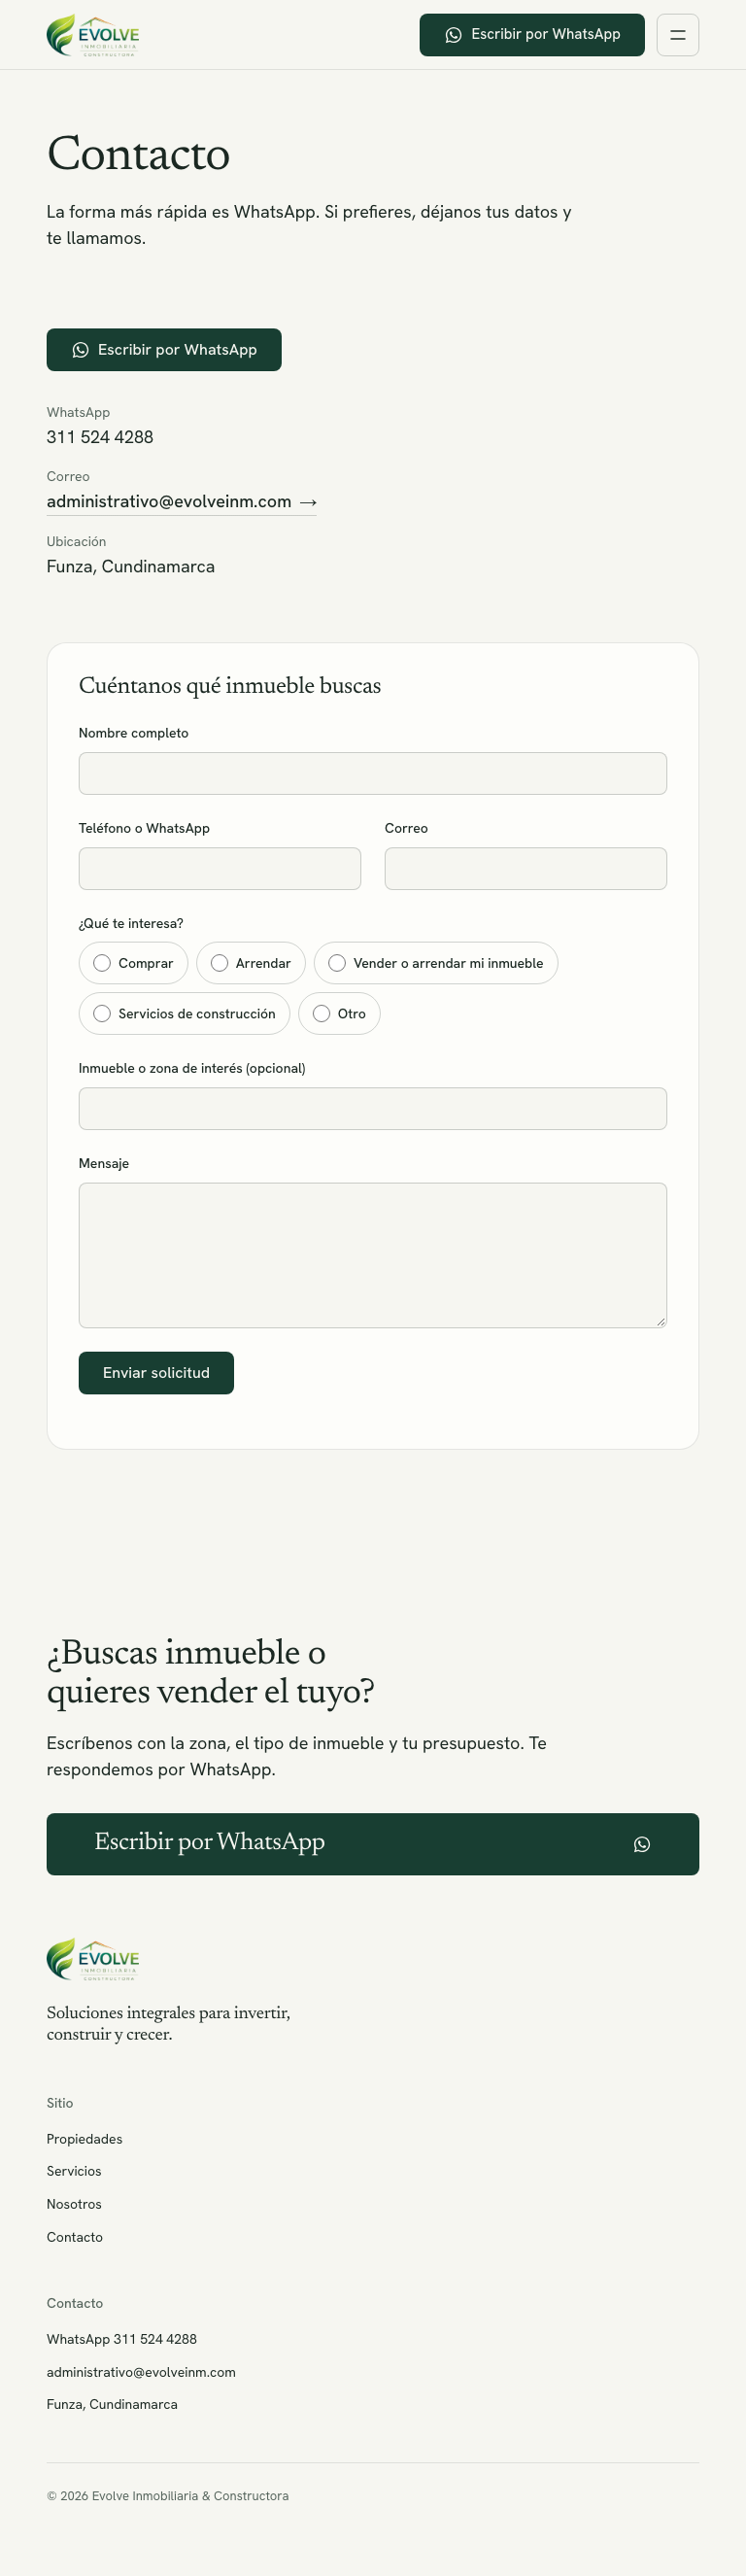 EVOLVE
INMOBILIARIA
CONSTRUCTORA
Escribir por WhatsApp
Contacto
La forma más rápida es WhatsApp. Si prefieres, déjanos tus datos y
te llamamos.
Escribir por WhatsApp
WhatsApp
311 524 4288
Correo
administrativo@evolveinm.com →
Ubicación
Funza, Cundinamarca
Cuéntanos qué inmueble buscas
Nombre completo
Teléfono o WhatsApp
Correo
¿Qué te interesa?
Comprar
Arrendar
Vender o arrendar mi inmueble
Servicios de construcción
Otro
Inmueble o zona de interés (opcional)
Mensaje
Enviar solicitud
¿Buscas inmueble o
quieres vender el tuyo?
Escríbenos con la zona, el tipo de inmueble y tu presupuesto. Te
respondemos por WhatsApp.
Escribir por WhatsApp
EVOLVE
INMOBILIARIA
CONSTRUCTORA
Soluciones integrales para invertir,
construir y crecer.
Sitio
Propiedades
Servicios
Nosotros
Contacto
Contacto
WhatsApp 311 524 4288
administrativo@evolveinm.com
Funza, Cundinamarca
© 2026 Evolve Inmobiliaria & Constructora